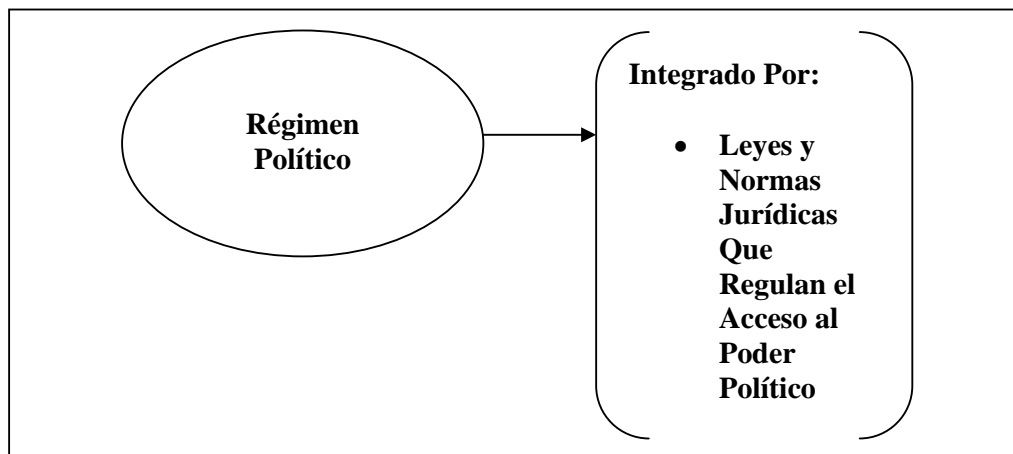 Régimen
Político
Integrado Por:
• Leyes y
Normas
Jurídicas
Que
Regulan el
Acceso al
Poder
Político